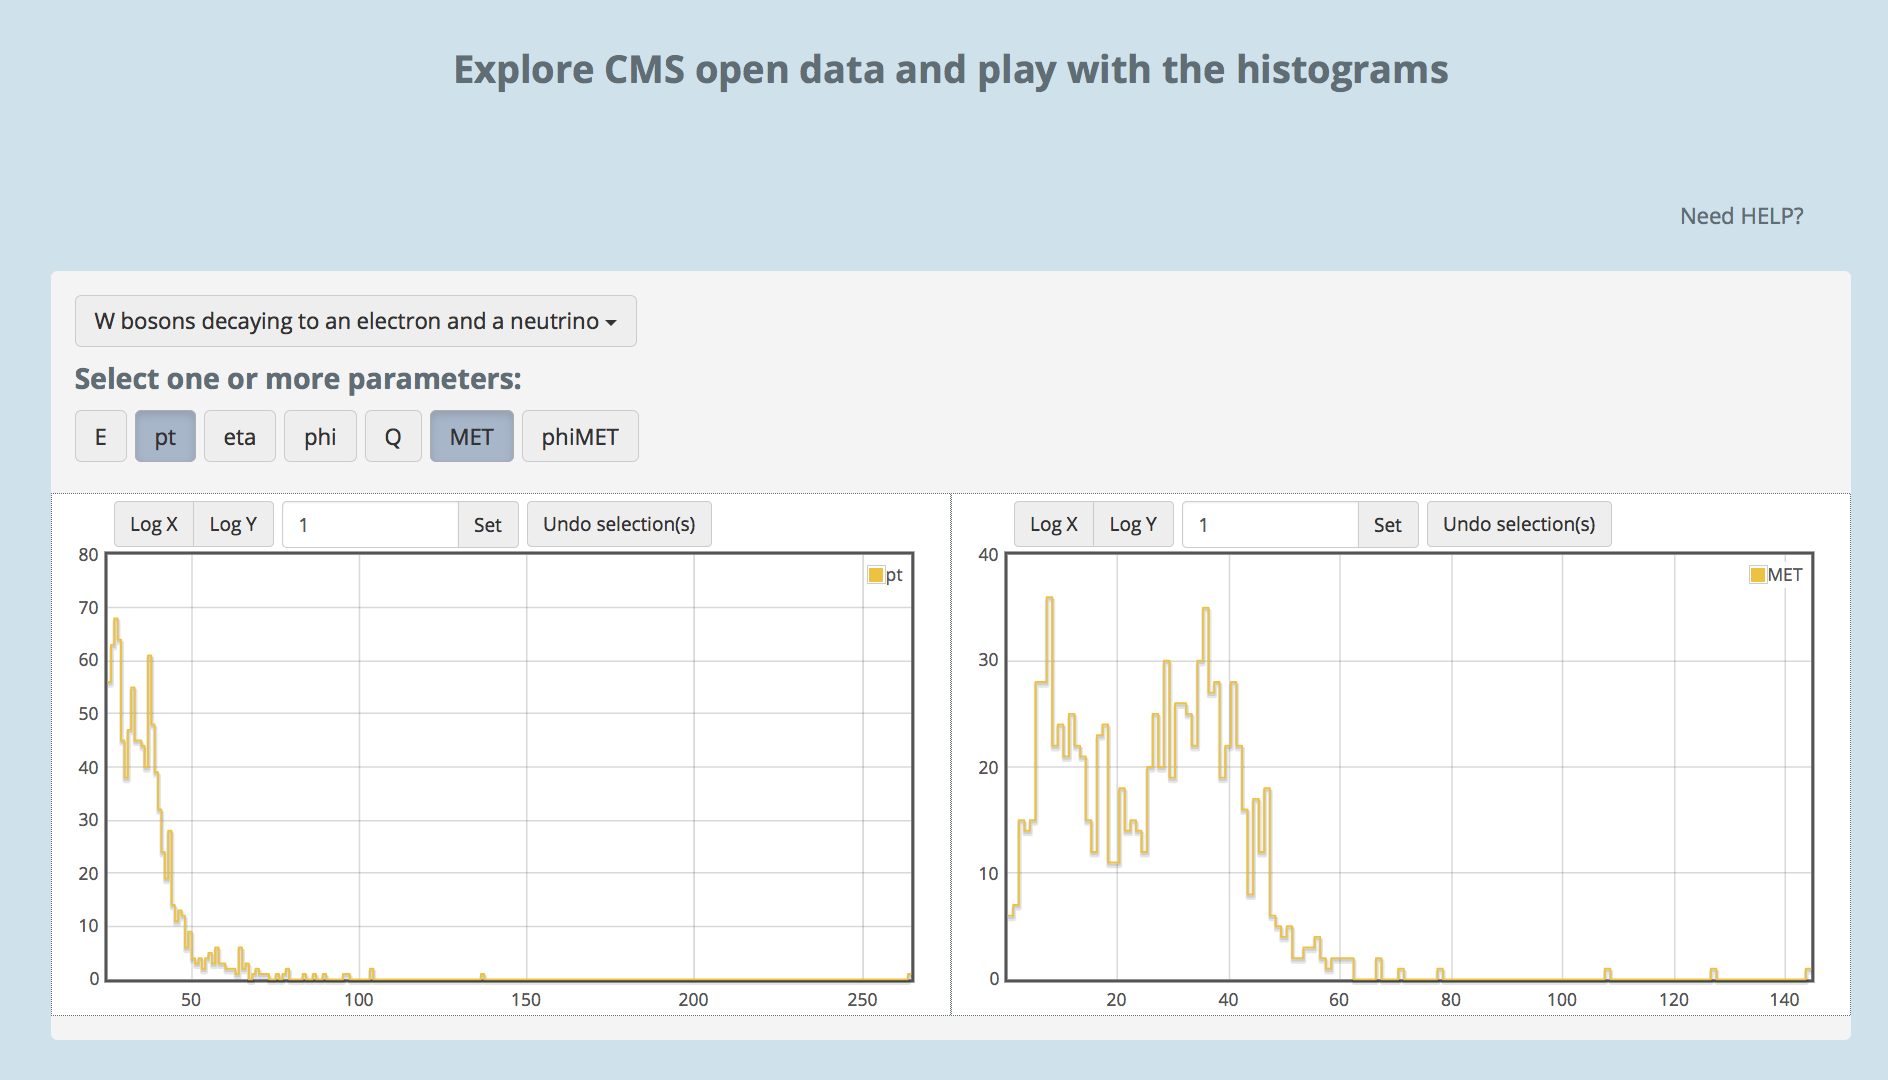 Explore CMS open data and play with the histograms
Need HELP?
W bosons decaying to an electron and a neutrino
Select one or more parameters:
E pt eta phi Q MET phiMET
Log X Log Y 1 Set Undo selection(s)
80
70
60
50
40
30
20
10
0
50 100 150 200 250
pt
Log X Log Y 1 Set Undo selection(s)
40
30
20
10
0
20 40 60 80 100 120 140
MET